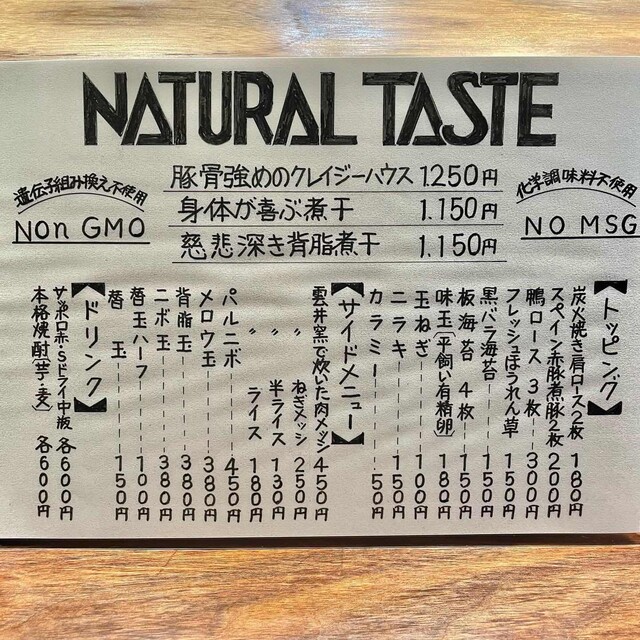 NATURAL TASTE
遺伝子組み換え不使用
NOn GMO
豚骨強めのクレイジーハウス 1.250円
身体が喜ぶ煮干 1.150円
慈悲深き背脂煮干 1.150円
化学調味料不使用
NO MSG
【トッピング】
炭火焼き肩ロース2枚 180円
スペイン赤豚煮豚2枚 200円
鴨ロース 3枚 300円
フレッシュほうれん草 150円
黒バラ海苔 150円
板海苔 4枚 150円
味玉(平飼い有精卵) 180円
玉ねぎ 100円
ニラキ 150円
カラミー 50円
【サイドメニュー】
雲井窯で炊いた肉メッシ 450円
〃 ねぎメッシ 250円
〃 半ライス 130円
〃 ライス 180円
パルニボ 450円
メロウ玉 380円
背脂玉 380円
ニボ玉 380円
替玉ハーフ 100円
替玉 150円
【ドリンク】
サッポロ赤・Sドライ中瓶 各600円
本格焼酎(芋・麦) 各600円